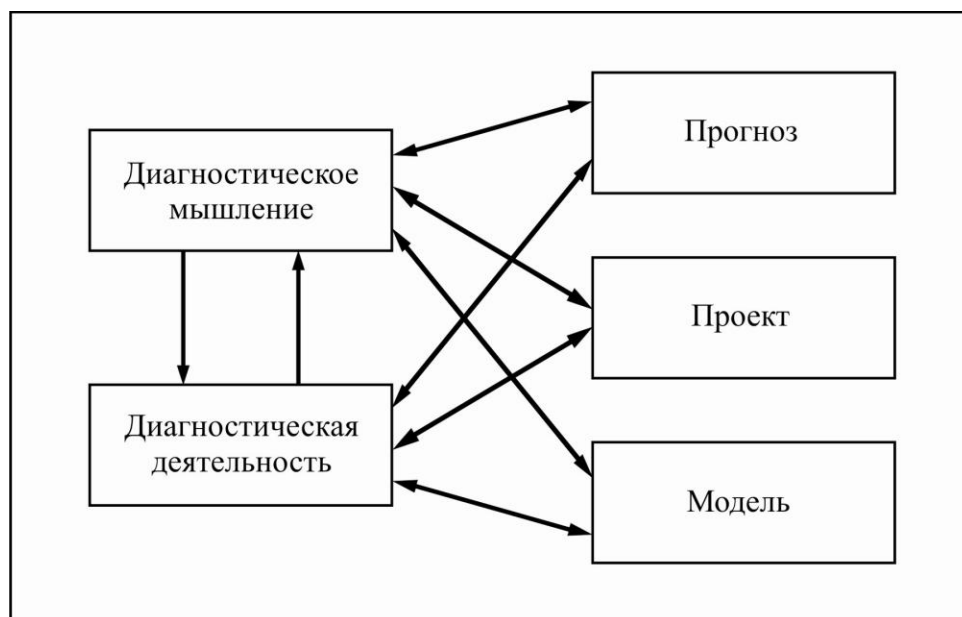 Диагностическое
мышление
Диагностическая
деятельность
Прогноз
Проект
Модель